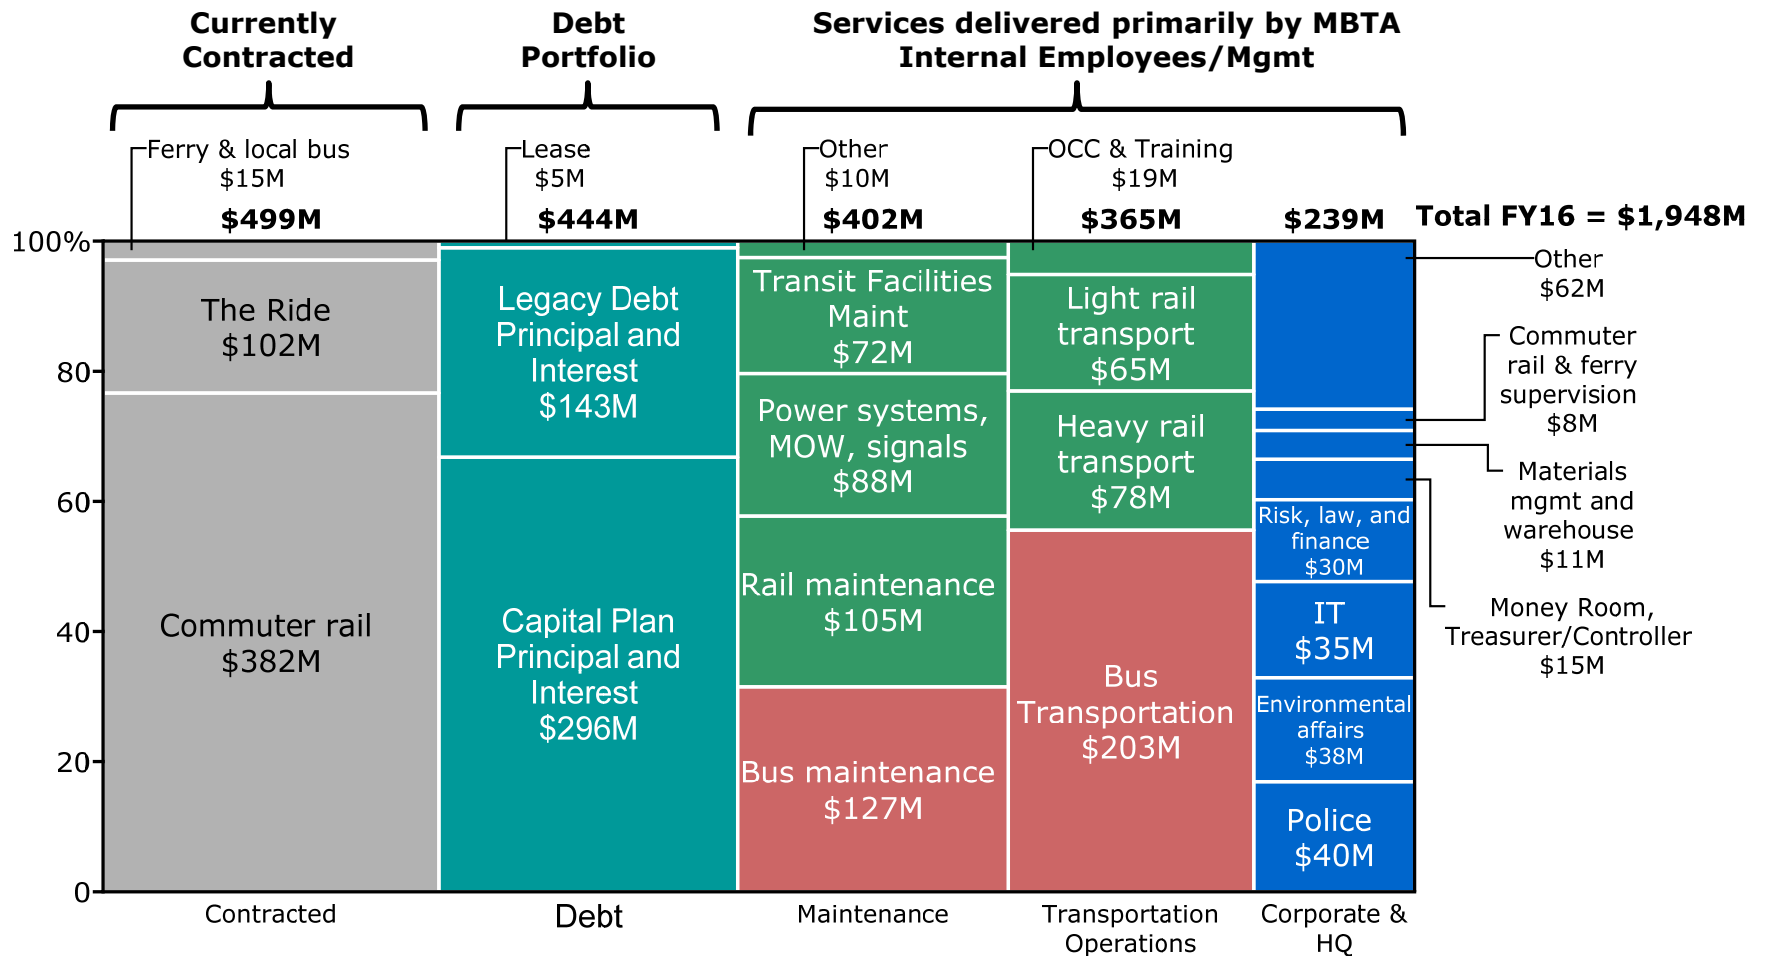 Currently
Contracted
Debt
Portfolio
Services delivered primarily by MBTA
Internal Employees/Mgmt
Ferry & local bus
$15M
Lease
$5M
Other
$10M
OCC & Training
$19M
$499M
$444M
$402M
$365M
$239M
Total FY16 = $1,948M
100%
80
60
40
20
0
The Ride
$102M
Commuter rail
$382M
Legacy Debt
Principal and
Interest
$143M
Capital Plan
Principal and
Interest
$296M
Transit Facilities
Maint
$72M
Power systems,
MOW, signals
$88M
Rail maintenance
$105M
Bus maintenance
$127M
Light rail
transport
$65M
Heavy rail
transport
$78M
Bus
Transportation
$203M
Risk, law, and
finance
$30M
IT
$35M
Environmental
affairs
$38M
Police
$40M
Other
$62M
Commuter
rail & ferry
supervision
$8M
Materials
mgmt and
warehouse
$11M
Money Room,
Treasurer/Controller
$15M
Contracted
Debt
Maintenance
Transportation
Operations
Corporate &
HQ